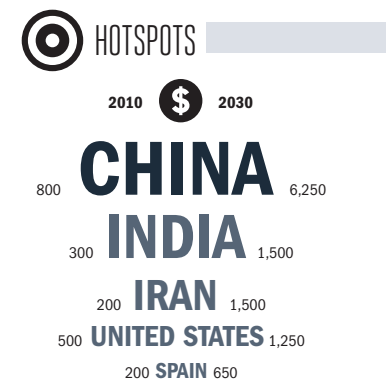 HOTSPOTS
2010 $ 2030
800 CHINA 6,250
300 INDIA 1,500
200 IRAN 1,500
500 UNITED STATES 1,250
200 SPAIN 650